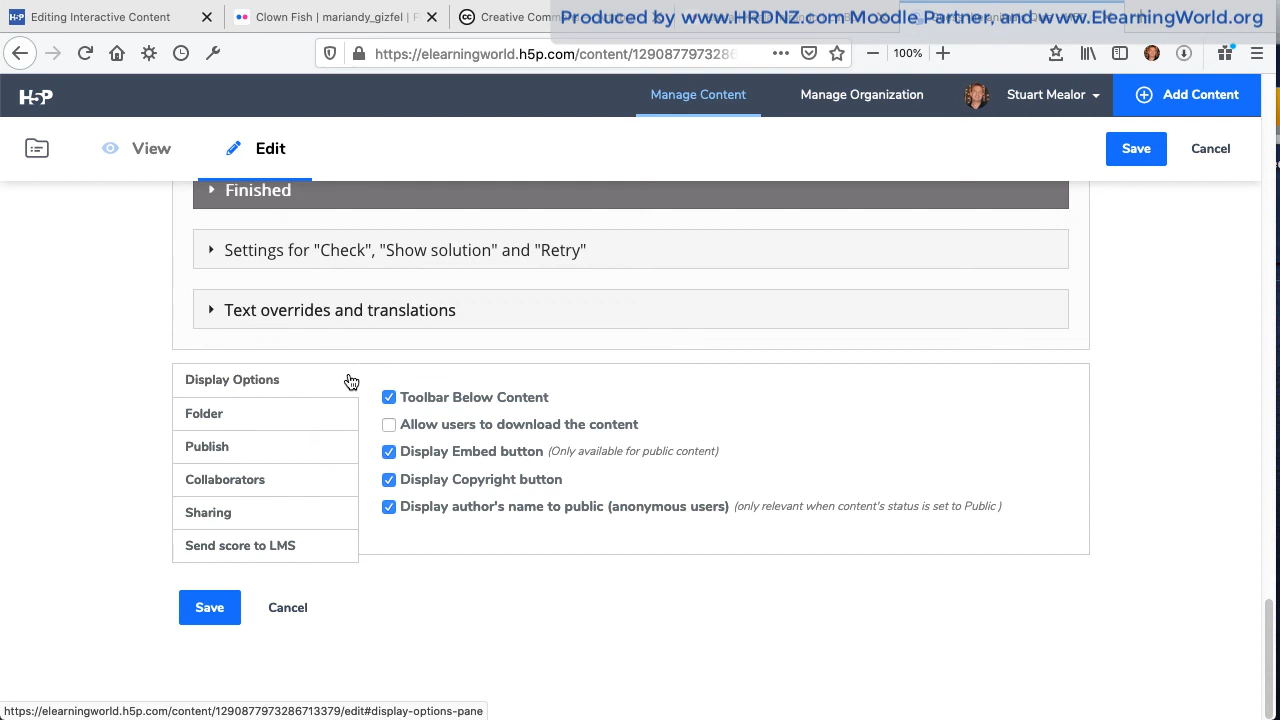 Editing Interactive Content
Clown Fish | mariandy_gizfel | F
Creative Comm
Produced by www.HRDNZ.com Moodle Partner, and www.ElearningWorld.org
https://elearningworld.h5p.com/content/12908779732867
100%
H5P
Manage Content
Manage Organization
Stuart Mealor
Add Content
View
Edit
Save
Cancel
Finished
Settings for "Check", "Show solution" and "Retry"
Text overrides and translations
Display Options
Folder
Publish
Collaborators
Sharing
Send score to LMS
Toolbar Below Content
Allow users to download the content
Display Embed button (Only available for public content)
Display Copyright button
Display author's name to public (anonymous users) (only relevant when content's status is set to Public )
Save
Cancel
https://elearningworld.h5p.com/content/1290877973286713379/edit#display-options-pane